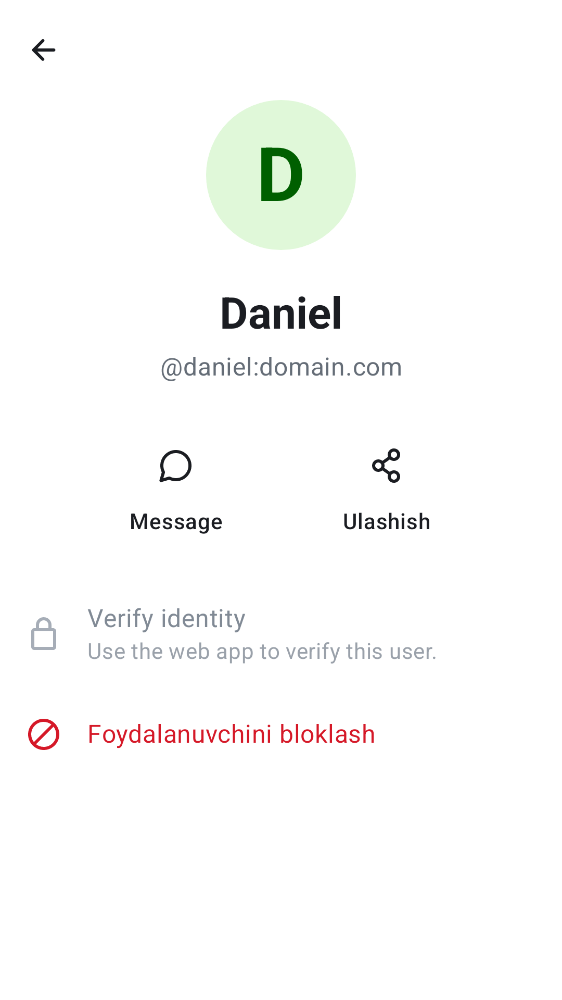 D
Daniel
@daniel:domain.com
Message
Ulashish
Verify identity
Use the web app to verify this user.
Foydalanuvchini bloklash